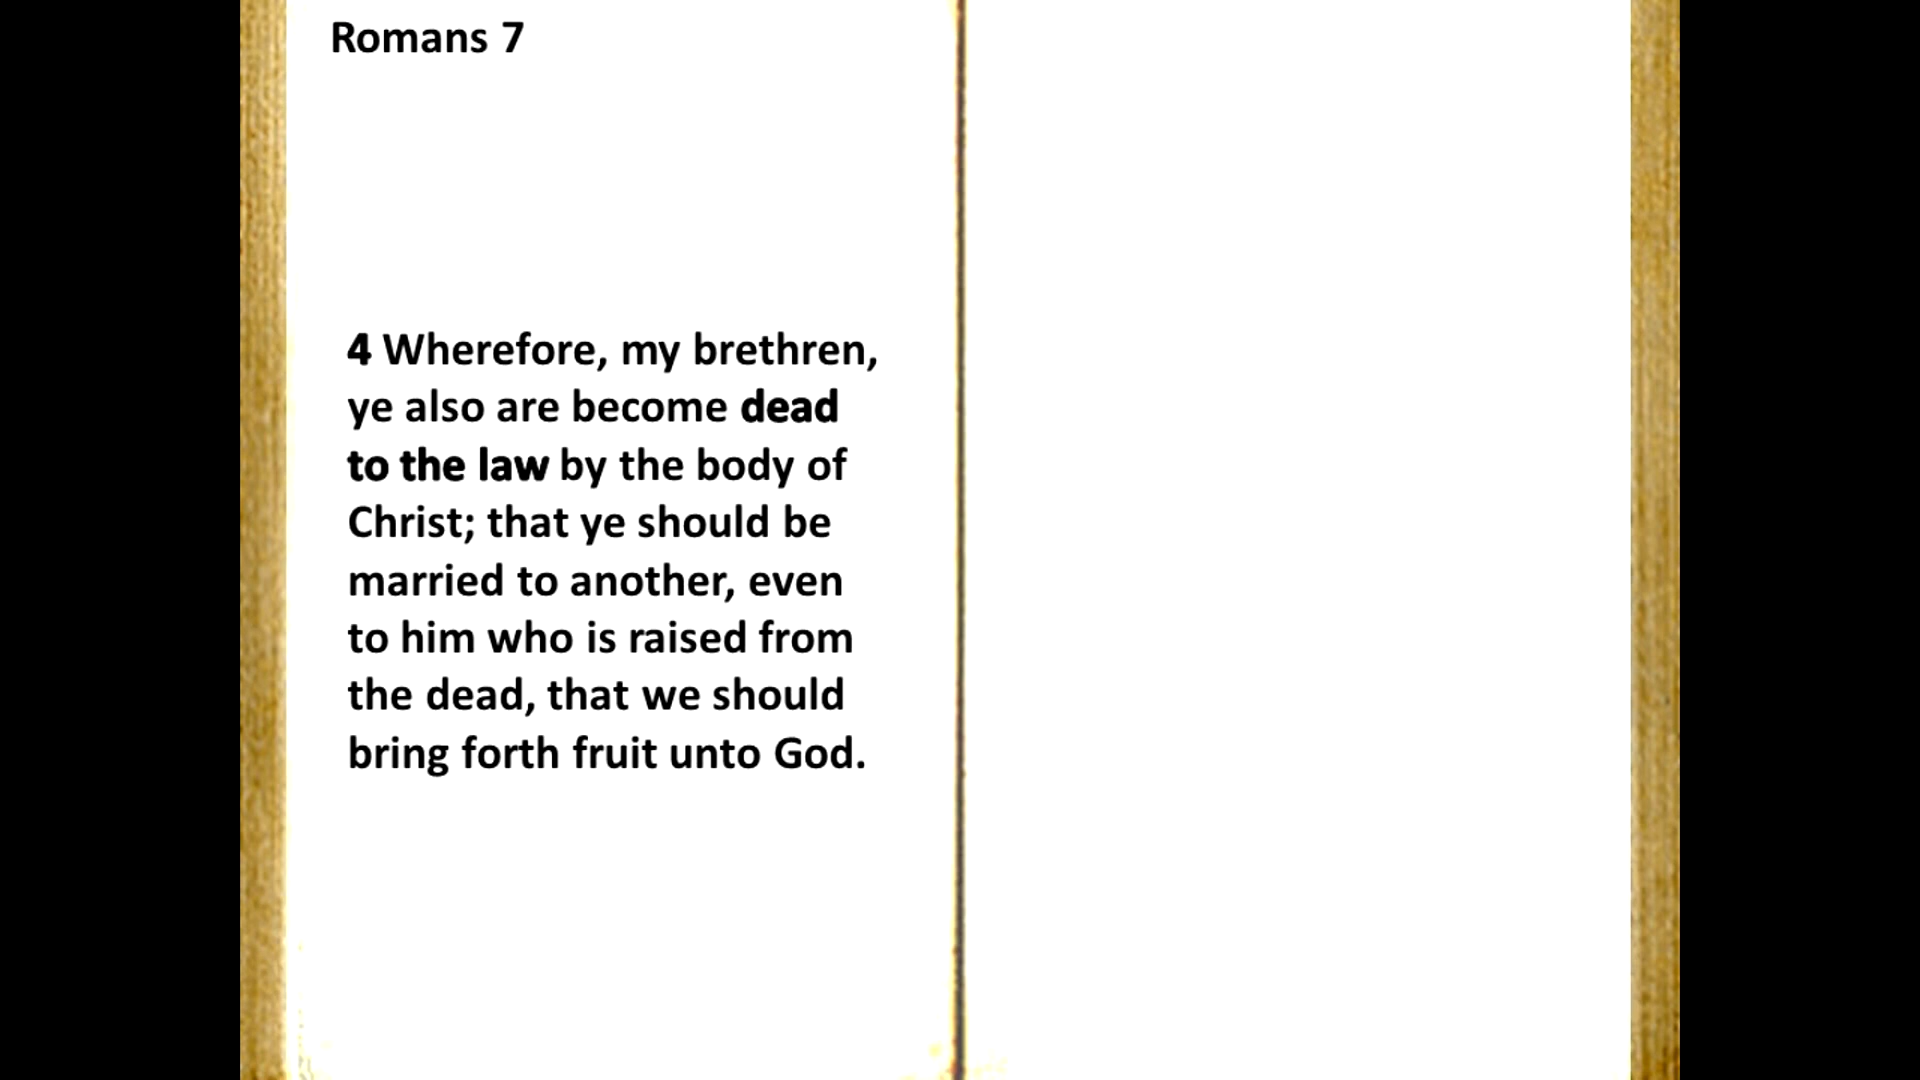 Romans 7
4 Wherefore, my brethren,
ye also are become dead
to the law by the body of
Christ; that ye should be
married to another, even
to him who is raised from
the dead, that we should
bring forth fruit unto God.